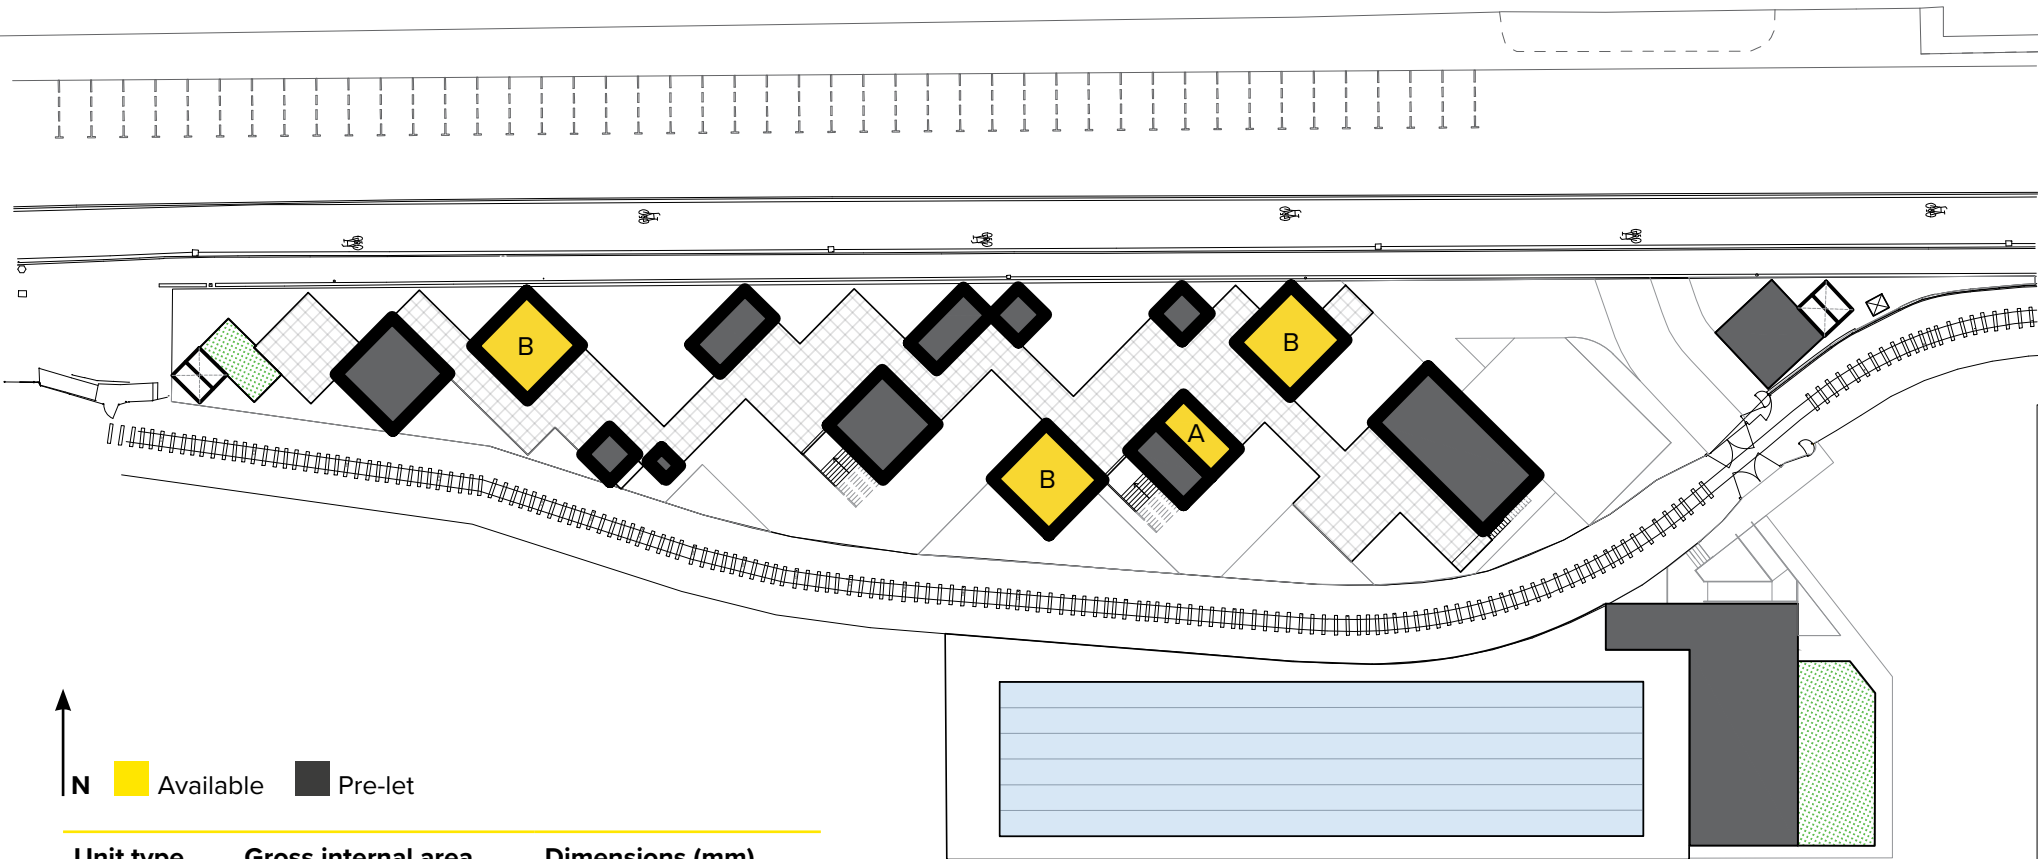 B
B
A
B
N Available Pre-let
Unit type Gross internal area Dimensions (mm)